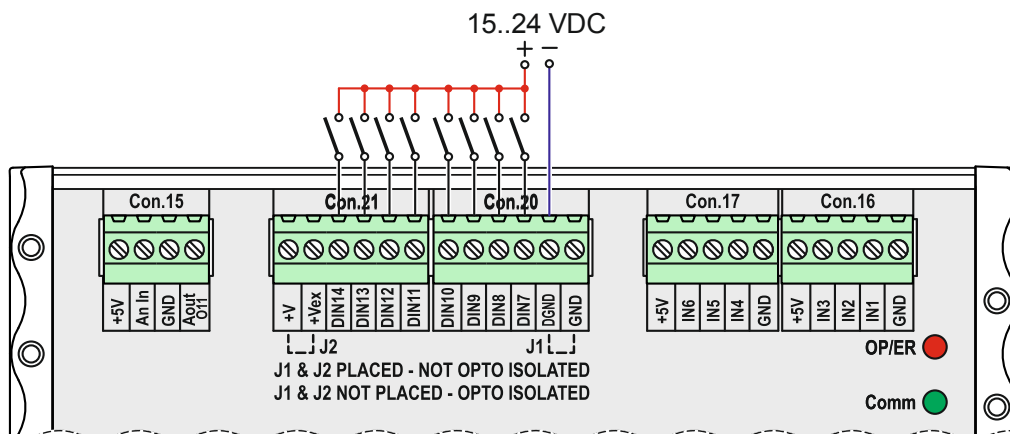 15..24 VDC
+ −
Con.15 Con.21 Con.20 Con.17 Con.16
+5V An In GND Aout O11
+V +Vex DIN14 DIN13 DIN12 DIN11
DIN10 DIN9 DIN8 DIN7 DGND GND
+5V IN6 IN5 IN4 GND
+5V IN3 IN2 IN1 GND
J2 J1
J1 & J2 PLACED - NOT OPTO ISOLATED
J1 & J2 NOT PLACED - OPTO ISOLATED
OP/ER
Comm